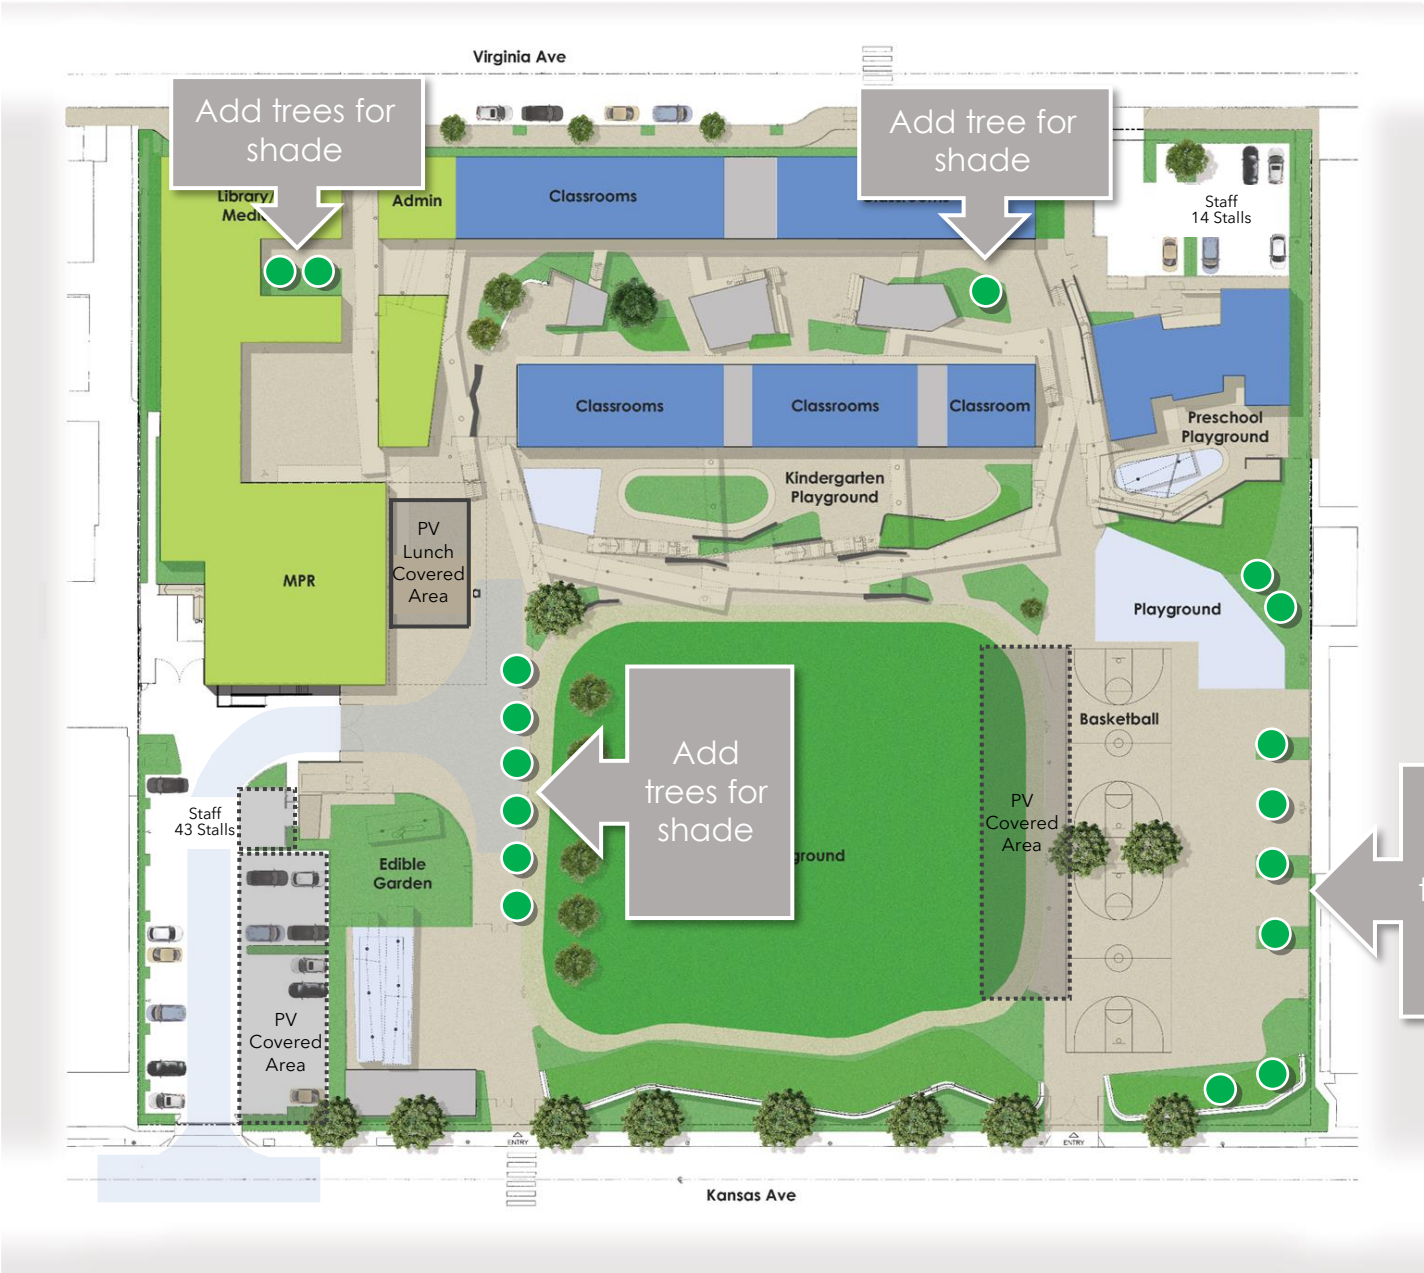 Virginia Ave
Add trees for
shade
Add tree for
shade
Library/
Admin
Classrooms
Staff
14 Stalls
Classrooms
Classrooms
Classroom
Preschool
Playground
Kindergarten
Playground
PV
Lunch
Covered
Area
MPR
Playground
Basketball
Add
trees for
shade
PV
Covered
Area
Staff
43 Stalls
Edible
Garden
PV
Covered
Area
ENTRY
ENTRY
Kansas Ave